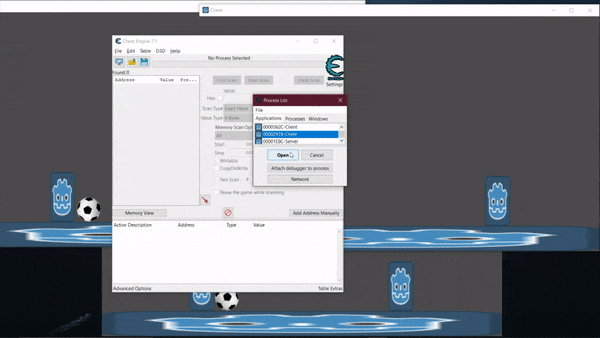 Client
Cheat Engine 7.1
File Edit Table D3D Help
No Process Selected
Found: 0
Address Value Pre...
First Scan Next Scan Undo Scan
Settings
Value:
Hex
Scan Type Exact Value
Value Type 4 Bytes
Memory Scan Opt
All
Start
Stop
Writable
CopyOnWrite
Fast Scan 4
Pause the game while scanning
Process List
File
Applications Processes Windows
0000362C-Client
00002978-Client
00001E8C-Server
Open
Cancel
Attach debugger to process
Network
Memory View
Add Address Manually
Active Description Address Type Value
Advanced Options
Table Extras